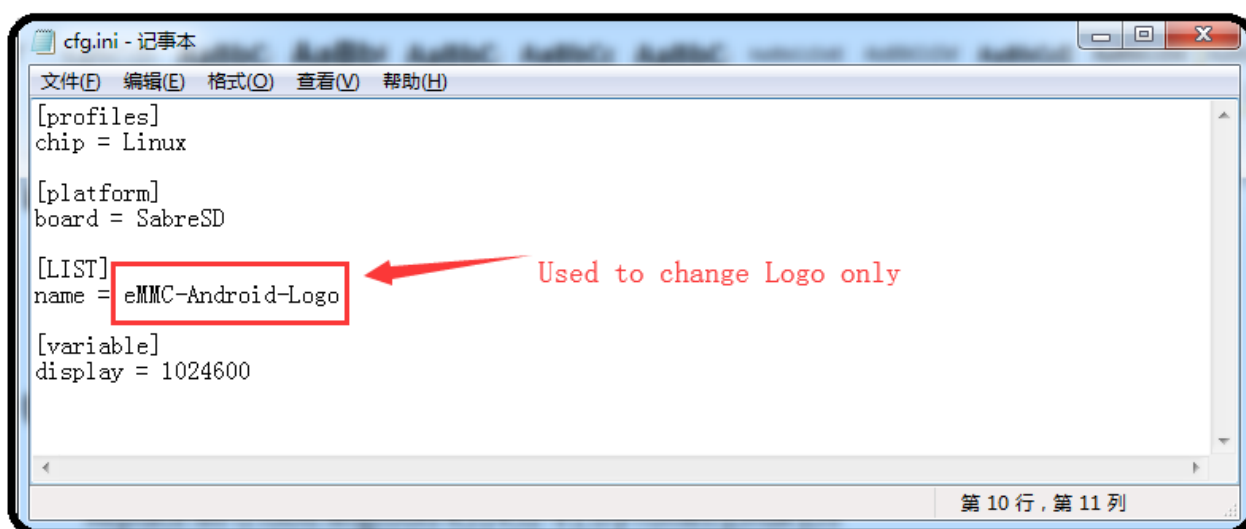 cfg.ini - 记事本
文件(F) 编辑(E) 格式(O) 查看(V) 帮助(H)
[profiles]
chip = Linux
[platform]
board = SabreSD
[LIST]
name = eMMC-Android-Logo
Used to change Logo only
[variable]
display = 1024600
第 10 行，第 11 列